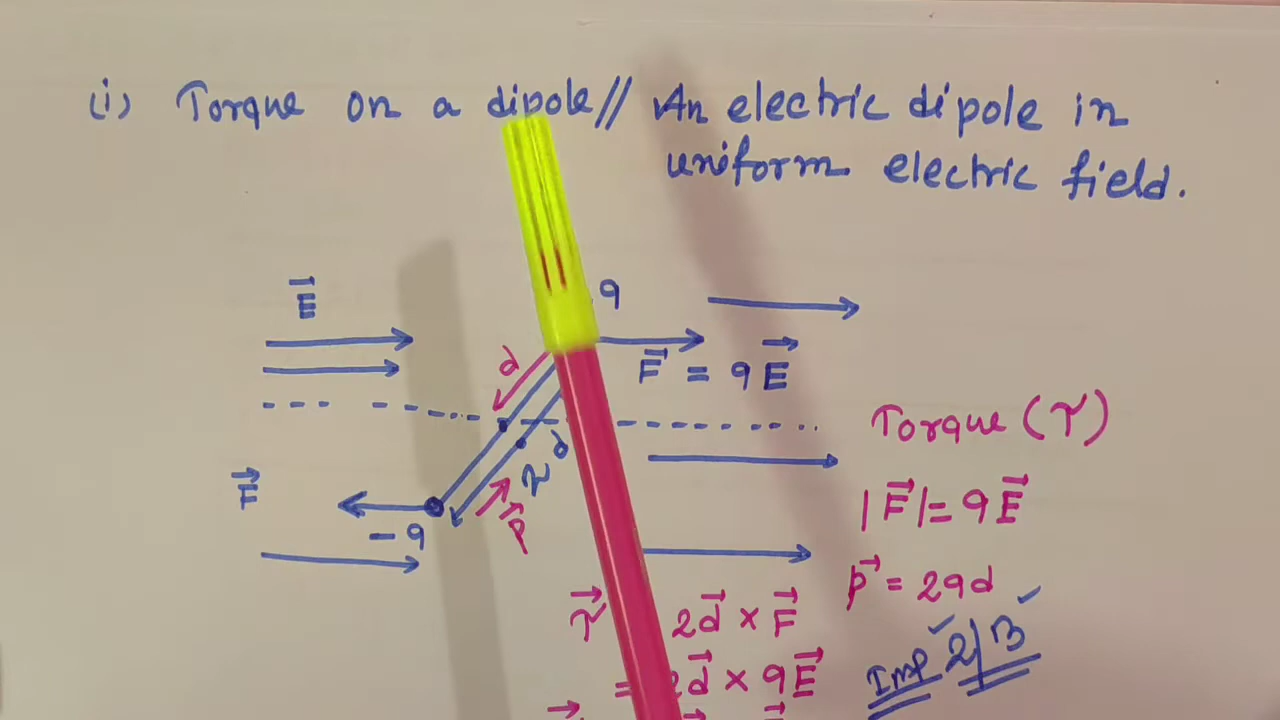 (i) Torque on a dipole // An electric dipole in
uniform electric field.
E⃗
q
d
F⃗ = qE⃗
2d
F⃗
-q
p⃗
Torque (τ)
|F⃗| = qE⃗
p⃗ = 2qd
τ⃗ 2d⃗ × F⃗
= 2d⃗ × qE⃗
Imp 2/3